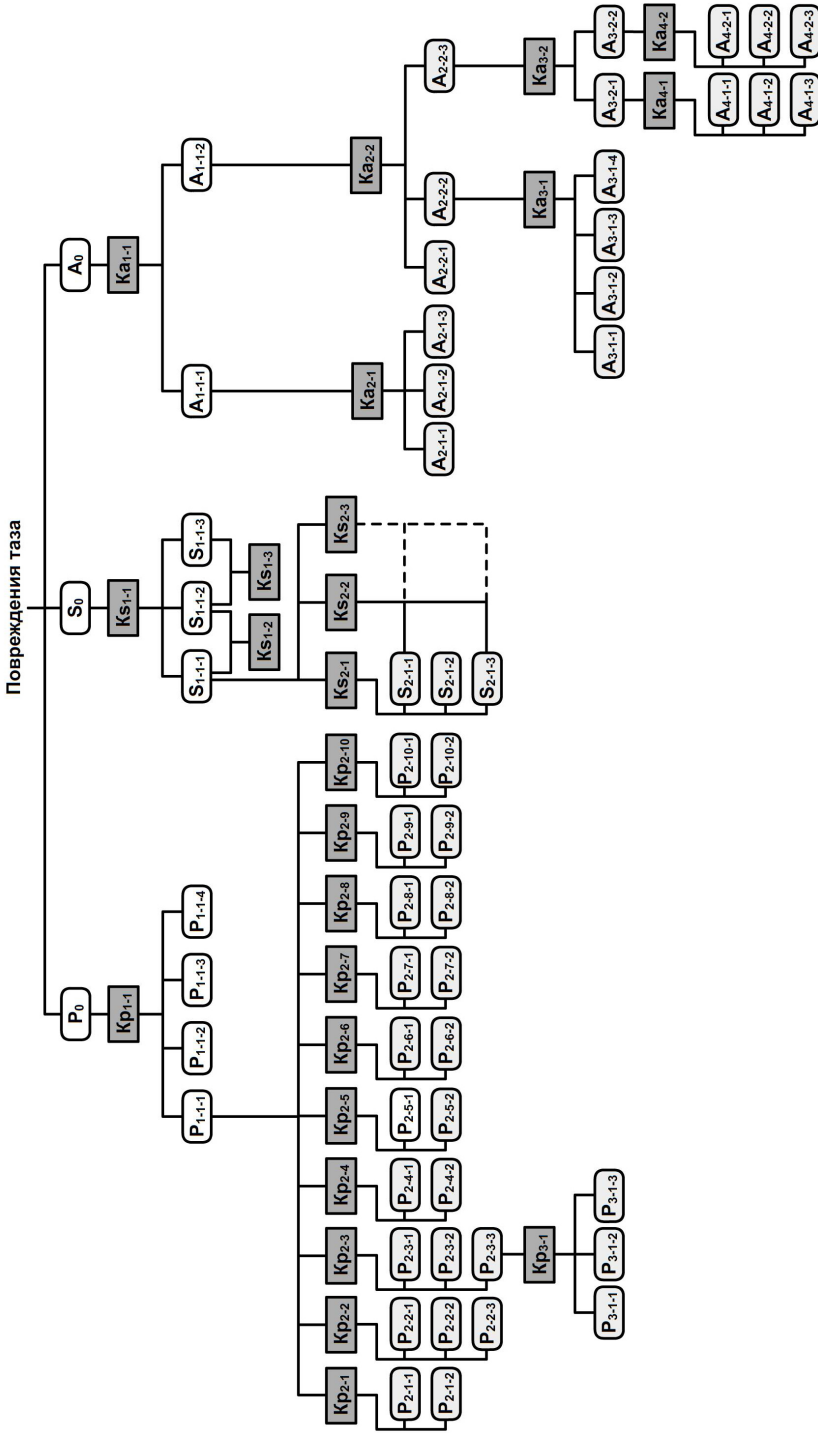 Повреждения таза
P0
S0
A0
Kp1-1
Ks1-1
Ka1-1
P1-1-1
P1-1-2
P1-1-3
P1-1-4
S1-1-1
S1-1-2
S1-1-3
A1-1-1
A1-1-2
Ks1-2
Ks1-3
Kp2-1
Kp2-2
Kp2-3
Kp2-4
Kp2-5
Kp2-6
Kp2-7
Kp2-8
Kp2-9
Kp2-10
Ks2-1
Ks2-2
Ks2-3
Ka2-1
Ka2-2
P2-1-1
P2-2-1
P2-3-1
P2-4-1
P2-5-1
P2-6-1
P2-7-1
P2-8-1
P2-9-1
P2-10-1
S2-1-1
A2-1-1
A2-1-2
A2-1-3
A2-2-1
A2-2-2
A2-2-3
P2-1-2
P2-2-2
P2-3-2
P2-4-2
P2-5-2
P2-6-2
P2-7-2
P2-8-2
P2-9-2
P2-10-2
S2-1-2
P2-2-3
P2-3-3
S2-1-3
Kp3-1
Ka3-1
Ka3-2
P3-1-1
P3-1-2
P3-1-3
A3-1-1
A3-1-2
A3-1-3
A3-1-4
A3-2-1
A3-2-2
Ka4-1
Ka4-2
A4-1-1
A4-2-1
A4-1-2
A4-2-2
A4-1-3
A4-2-3